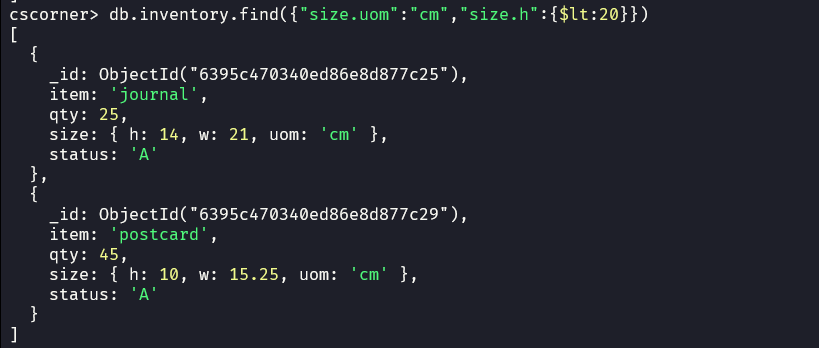 cscorner> db.inventory.find({"size.uom":"cm","size.h":{$lt:20}})
[
  {
    _id: ObjectId("6395c470340ed86e8d877c25"),
    item: 'journal',
    qty: 25,
    size: { h: 14, w: 21, uom: 'cm' },
    status: 'A'
  },
  {
    _id: ObjectId("6395c470340ed86e8d877c29"),
    item: 'postcard',
    qty: 45,
    size: { h: 10, w: 15.25, uom: 'cm' },
    status: 'A'
  }
]